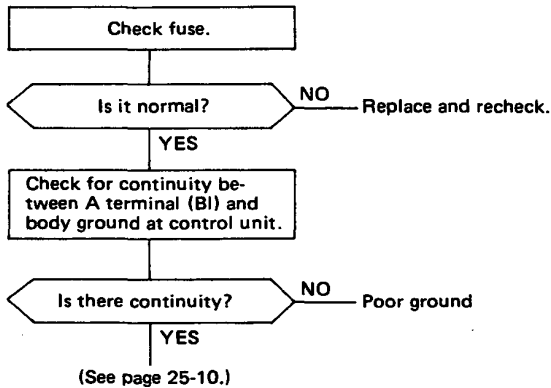 Check fuse.
Is it normal?
NO
Replace and recheck.
YES
Check for continuity be-
tween A terminal (Bl) and
body ground at control unit.
Is there continuity?
NO
Poor ground
YES
(See page 25-10.)